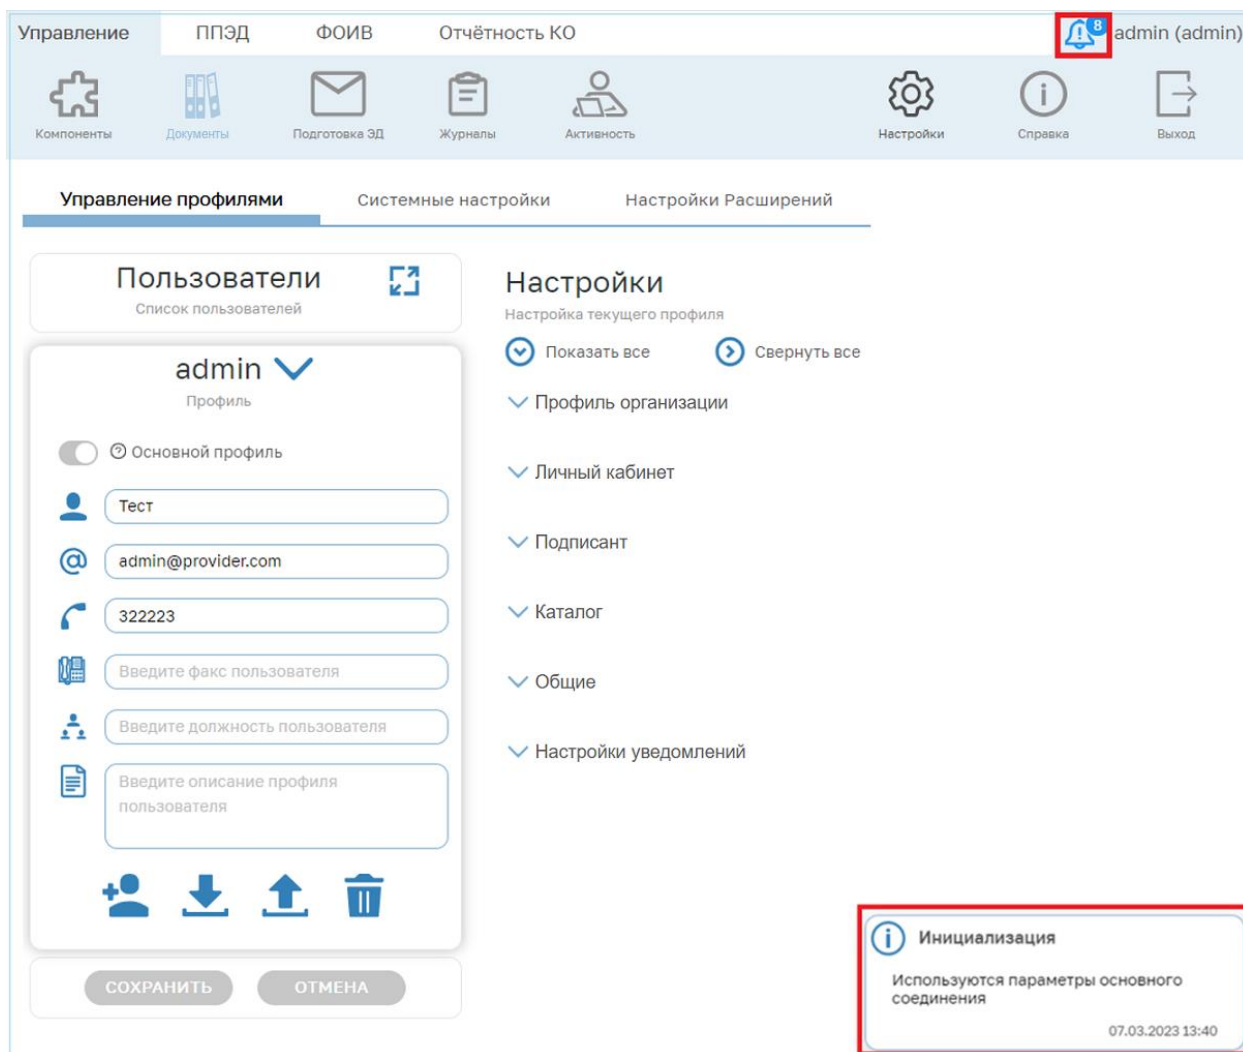 Управление ППЭД ФОИВ Отчётность КО 8 admin (admin)
Компоненты Документы Подготовка ЭД Журналы Активность Настройки Справка Выход
Управление профилями Системные настройки Настройки Расширений
Пользователи
Список пользователей
admin
Профиль
Основной профиль
Тест
admin@provider.com
322223
Введите факс пользователя
Введите должность пользователя
Введите описание профиля
пользователя
СОХРАНИТЬ ОТМЕНА
Настройки
Настройка текущего профиля
Показать все Свернуть все
Профиль организации
Личный кабинет
Подписант
Каталог
Общие
Настройки уведомлений
Инициализация
Используются параметры основного
соединения
07.03.2023 13:40